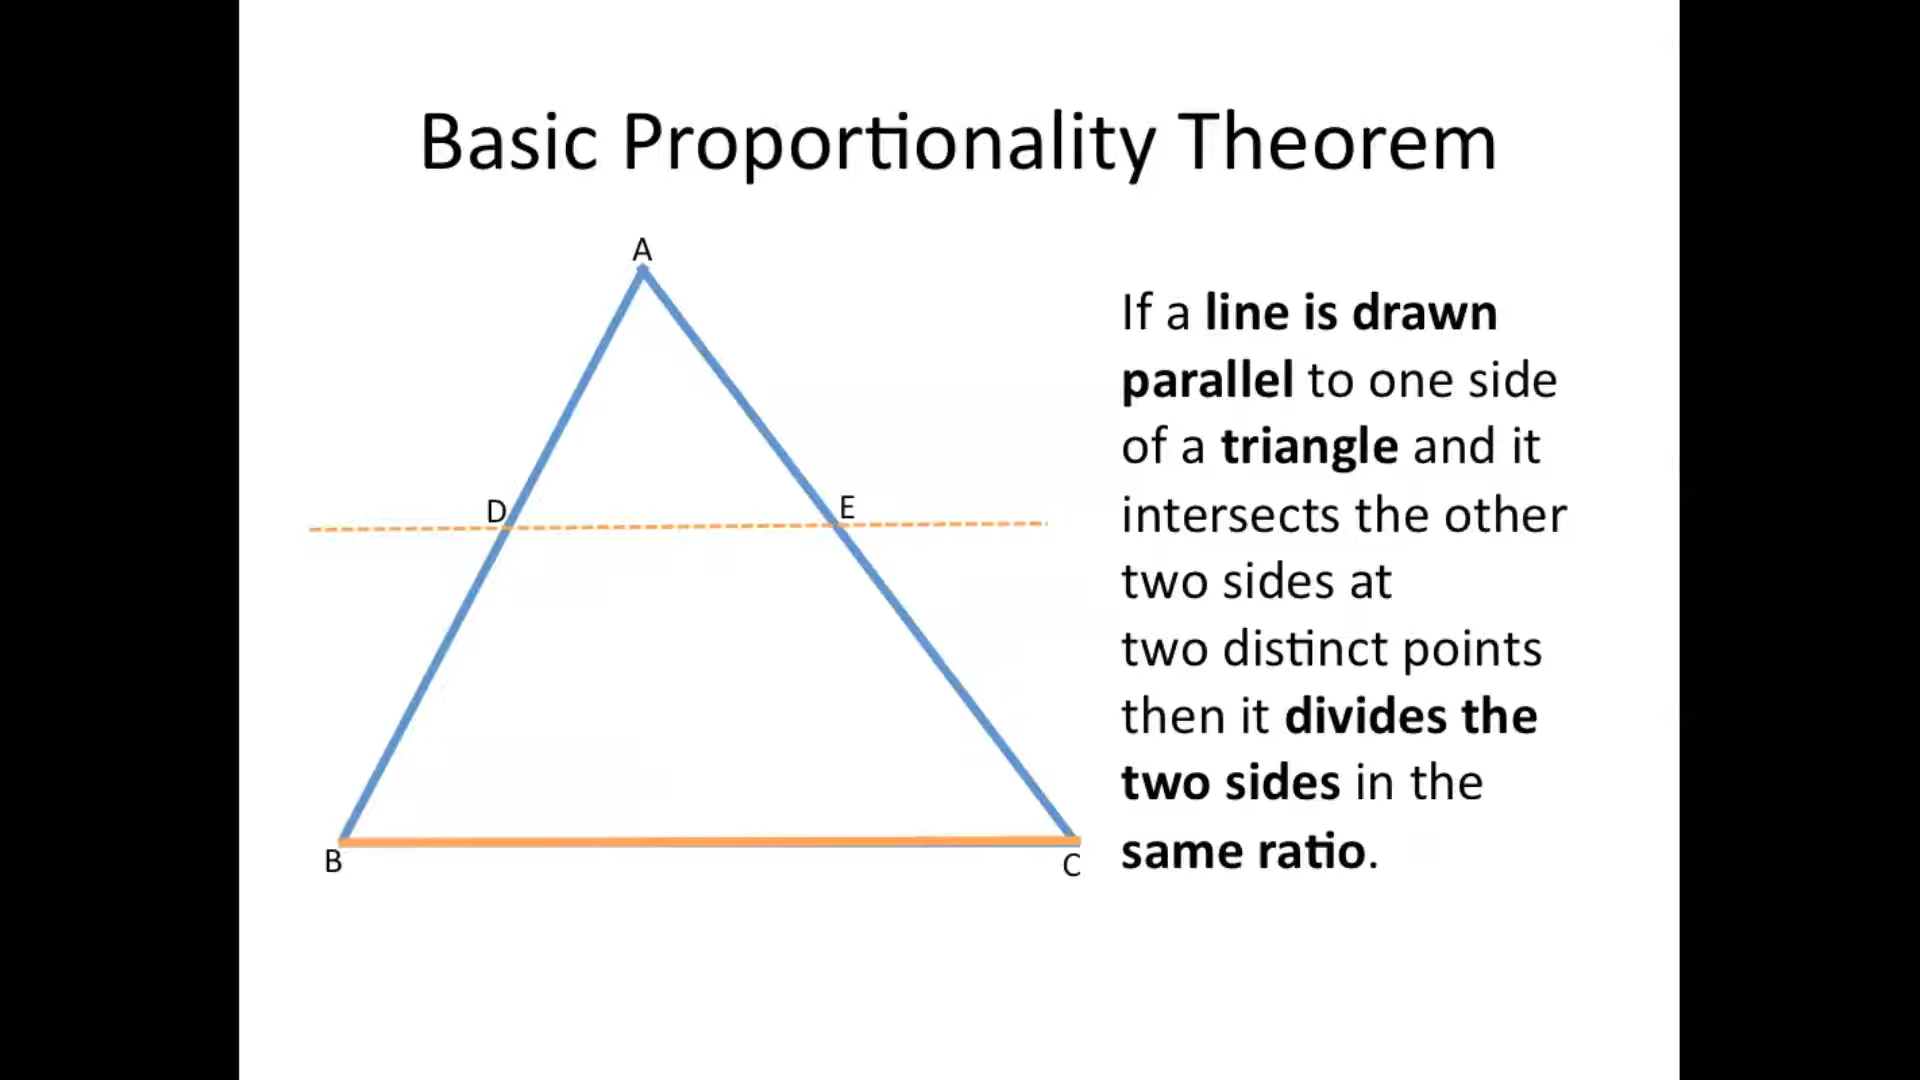 Basic Proportionality Theorem
A
If a line is drawn
parallel to one side
of a triangle and it
D
E
intersects the other
two sides at
two distinct points
then it divides the
two sides in the
same ratio.
B
C